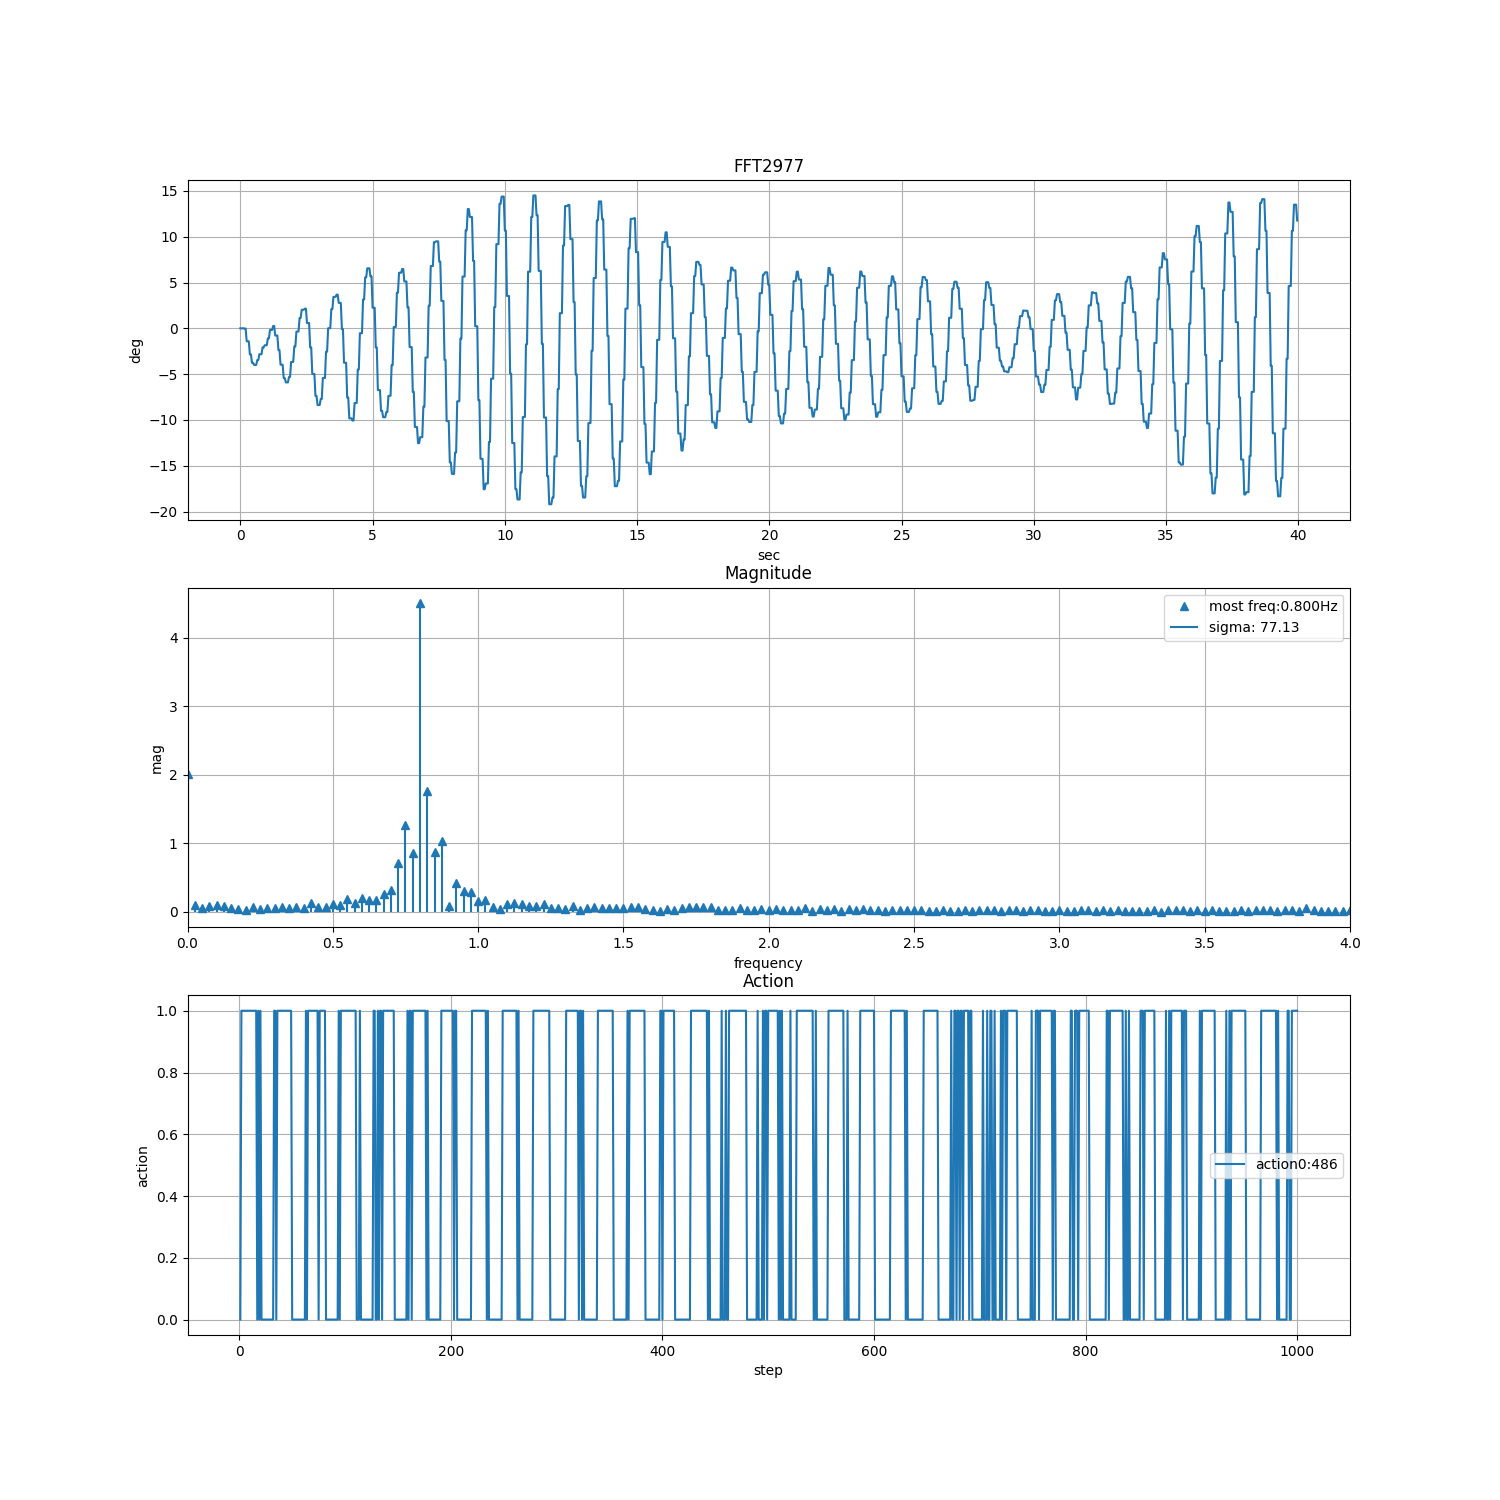 FFT2977
15
10
5
0
−5
−10
−15
−20
deg
0 5 10 15 20 25 30 35 40
sec
Magnitude
most freq:0.800Hz
sigma: 77.13
4
3
2
1
0
mag
0.0 0.5 1.0 1.5 2.0 2.5 3.0 3.5 4.0
frequency
Action
1.0
0.8
0.6
0.4
0.2
0.0
action
action0:486
0 200 400 600 800 1000
step